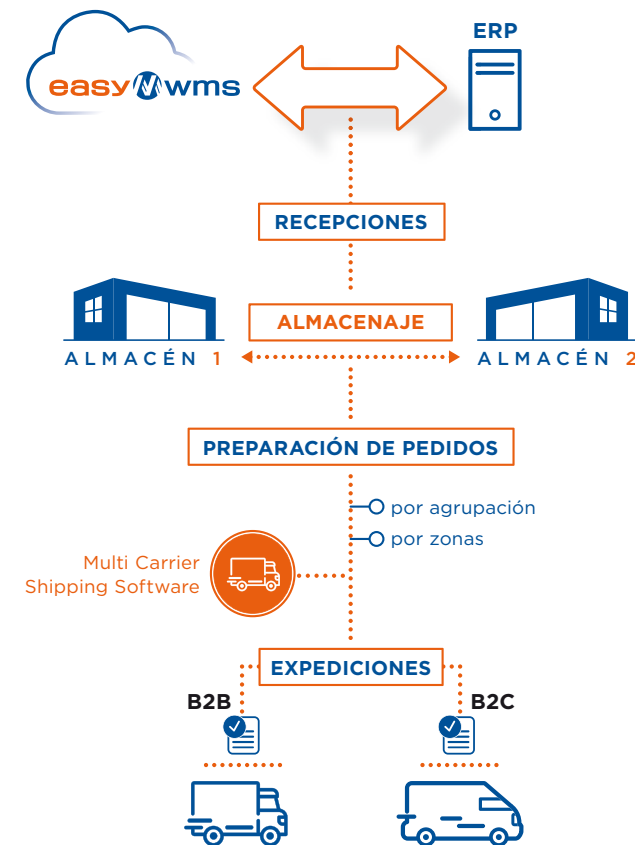 ERP
easy wms
RECEPCIONES
ALMACENAJE
ALMACÉN 1
ALMACÉN 2
PREPARACIÓN DE PEDIDOS
por agrupación
por zonas
Multi Carrier
Shipping Software
EXPEDICIONES
B2B
B2C